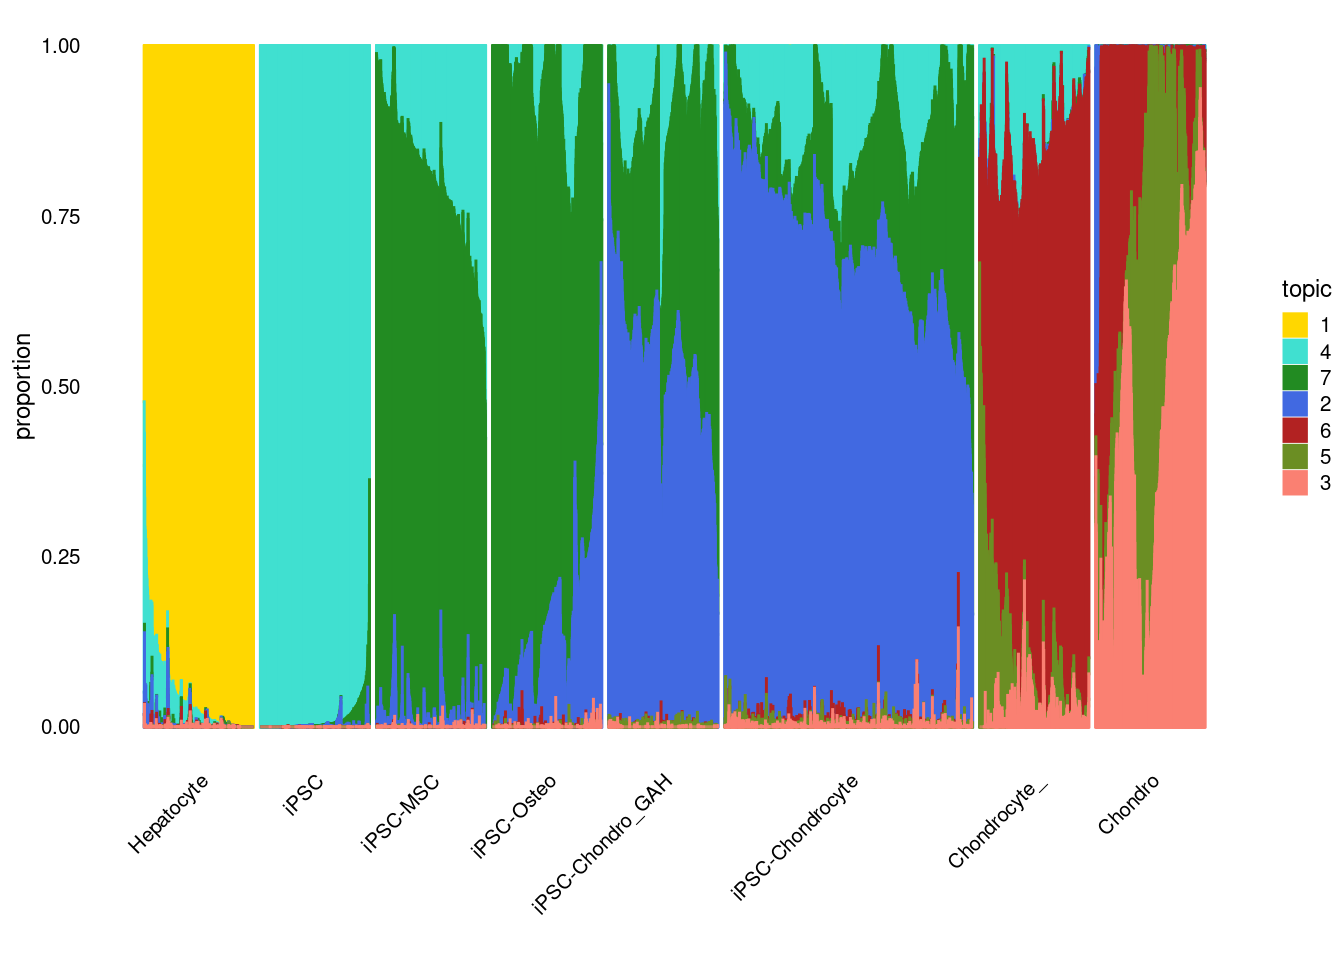 1.00
0.75
0.50
0.25
0.00
proportion
Hepatocyte
iPSC
iPSC-MSC
iPSC-Osteo
iPSC-Chondro_GAH
iPSC-Chondrocyte
Chondrocyte_
Chondro
topic
1
4
7
2
6
5
3